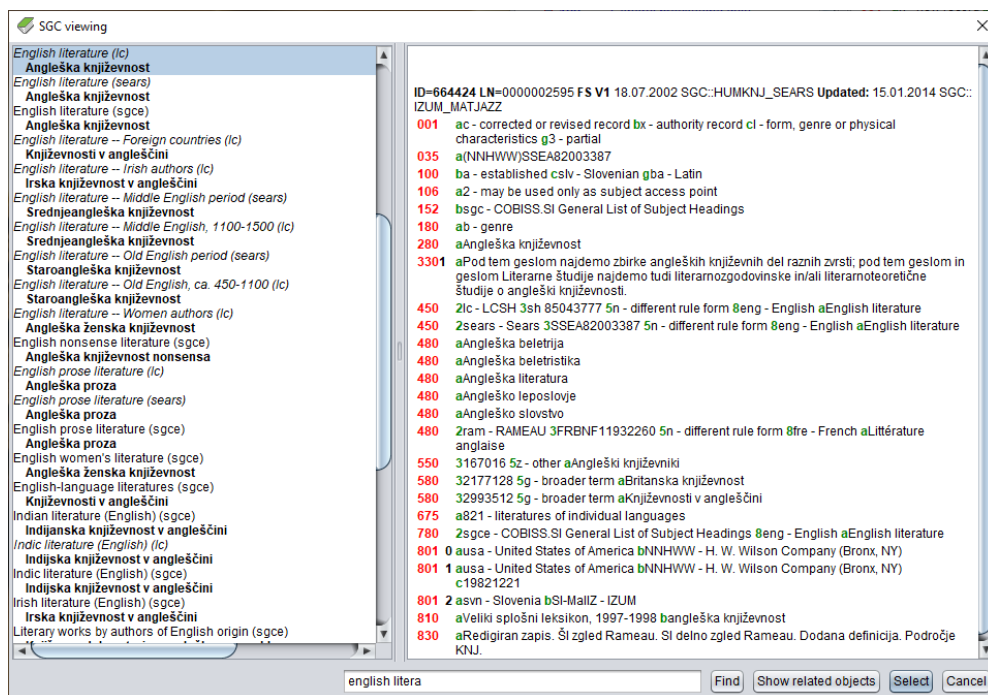 SGC viewing
English literature (lc)
Angleška književnost
English literature (sears)
Angleška književnost
English literature (sgce)
Angleška književnost
English literature -- Foreign countries (lc)
Književnosti v angleščini
English literature -- Irish authors (lc)
Irska književnost v angleščini
English literature -- Middle English period (sears)
Srednjeangleška književnost
English literature -- Middle English, 1100-1500 (lc)
Srednjeangleška književnost
English literature -- Old English period (sears)
Staroangleška književnost
English literature -- Old English, ca. 450-1100 (lc)
Staroangleška književnost
English literature -- Women authors (lc)
Angleška ženska književnost
English nonsense literature (sgce)
Angleška književnost nonsensa
English prose literature (lc)
Angleška proza
English prose literature (sears)
Angleška proza
English prose literature (sgce)
Angleška proza
English women's literature (sgce)
Angleška ženska književnost
English-language literatures (sgce)
Književnosti v angleščini
Indian literature (English) (sgce)
Indijanska književnost v angleščini
Indic literature (English) (lc)
Indijska književnost v angleščini
Indic literature (English) (sgce)
Indijska književnost v angleščini
Irish literature (English) (sgce)
Irska književnost v angleščini
Literary works by authors of English origin (sgce)
ID=664424 LN=0000002595 FS V1 18.07.2002 SGC::HUMKNJ_SEARS Updated: 15.01.2014 SGC::
IZUM_MATJAZZ
001 ac - corrected or revised record bx - authority record cl - form, genre or physical
characteristics g3 - partial
035 a(NNHWW)SSEA82003387
100 ba - established cslv - Slovenian gba - Latin
106 a2 - may be used only as subject access point
152 bsgc - COBISS.SI General List of Subject Headings
180 ab - genre
280 aAngleška književnost
3301 aPod tem geslom najdemo zbirke angleških književnih del raznih zvrsti; pod tem geslom in
geslom Literarne študije najdemo tudi literarnozgodovinske in/ali literarnoteoretične
študije o angleški književnosti.
450 2lc - LCSH 3sh 85043777 5n - different rule form 8eng - English aEnglish literature
450 2sears - Sears 3SSEA82003387 5n - different rule form 8eng - English aEnglish literature
480 aAngleška beletrija
480 aAngleška beletristika
480 aAngleška literatura
480 aAngleško leposlovje
480 aAngleško slovstvo
480 2ram - RAMEAU 3FRBNF11932260 5n - different rule form 8fre - French aLittérature
anglaise
550 3167016 5z - other aAngleški književniki
580 32177128 5g - broader term aBritanska književnost
580 32993512 5g - broader term aKnjiževnosti v angleščini
675 a821 - literatures of individual languages
780 2sgce - COBISS.SI General List of Subject Headings 8eng - English aEnglish literature
801 0 ausa - United States of America bNNHWW - H. W. Wilson Company (Bronx, NY)
801 1 ausa - United States of America bNNHWW - H. W. Wilson Company (Bronx, NY)
c19821221
801 2 asvn - Slovenia bSI-MaIIZ - IZUM
810 aVeliki splošni leksikon, 1997-1998 bangleška književnost
830 aRedigiran zapis. Šl zgled Rameau. SI delno zgled Rameau. Dodana definicija. Področje
KNJ.
english litera
Find
Show related objects
Select
Cancel